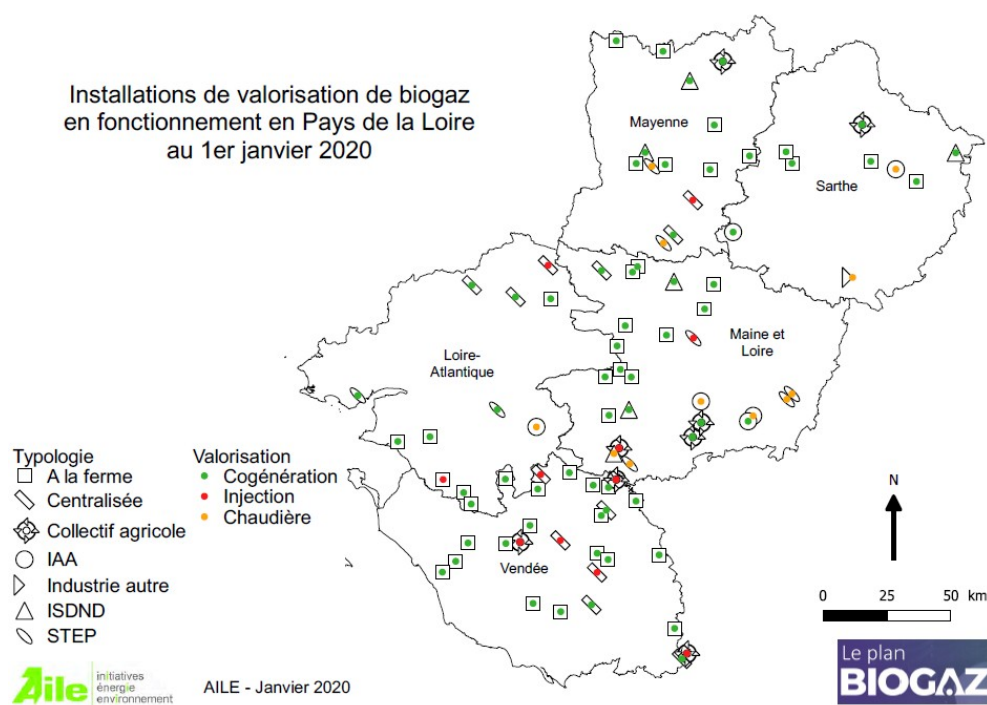 Installations de valorisation de biogaz
en fonctionnement en Pays de la Loire
au 1er janvier 2020
Mayenne
Sarthe
Maine et
Loire
Loire-
Atlantique
Vendée
Typologie
A la ferme
Centralisée
Collectif agricole
IAA
Industrie autre
ISDND
STEP
Valorisation
Cogénération
Injection
Chaudière
N
0 25 50 km
Aile
initiatives
énergie
environnement
AILE - Janvier 2020
Le plan
BIOGAZ